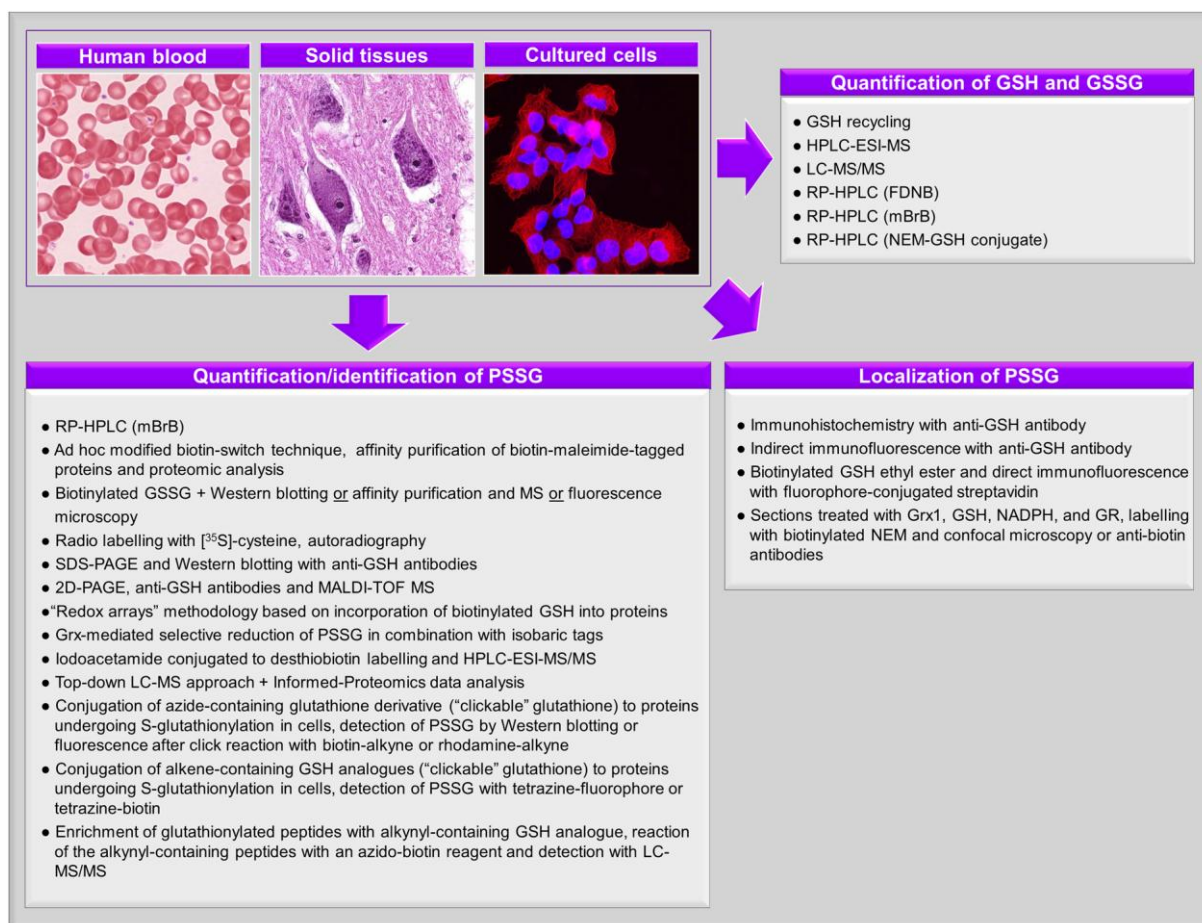 Human blood
Solid tissues
Cultured cells
Quantification of GSH and GSSG
● GSH recycling
● HPLC-ESI-MS
● LC-MS/MS
● RP-HPLC (FDNB)
● RP-HPLC (mBrB)
● RP-HPLC (NEM-GSH conjugate)
Quantification/identification of PSSG
● RP-HPLC (mBrB)
● Ad hoc modified biotin-switch technique, affinity purification of biotin-maleimide-tagged
proteins and proteomic analysis
● Biotinylated GSSG + Western blotting or affinity purification and MS or fluorescence
microscopy
● Radio labelling with [³⁵S]-cysteine, autoradiography
● SDS-PAGE and Western blotting with anti-GSH antibodies
● 2D-PAGE, anti-GSH antibodies and MALDI-TOF MS
●“Redox arrays” methodology based on incorporation of biotinylated GSH into proteins
● Grx-mediated selective reduction of PSSG in combination with isobaric tags
● Iodoacetamide conjugated to desthiobiotin labelling and HPLC-ESI-MS/MS
● Top-down LC-MS approach + Informed-Proteomics data analysis
● Conjugation of azide-containing glutathione derivative (“clickable” glutathione) to proteins
undergoing S-glutathionylation in cells, detection of PSSG by Western blotting or
fluorescence after click reaction with biotin-alkyne or rhodamine-alkyne
● Conjugation of alkene-containing GSH analogues (“clickable” glutathione) to proteins
undergoing S-glutathionylation in cells, detection of PSSG with tetrazine-fluorophore or
tetrazine-biotin
● Enrichment of glutathionylated peptides with alkynyl-containing GSH analogue, reaction
of the alkynyl-containing peptides with an azido-biotin reagent and detection with LC-
MS/MS
Localization of PSSG
● Immunohistochemistry with anti-GSH antibody
● Indirect immunofluorescence with anti-GSH antibody
● Biotinylated GSH ethyl ester and direct immunofluorescence
with fluorophore-conjugated streptavidin
● Sections treated with Grx1, GSH, NADPH, and GR, labelling
with biotinylated NEM and confocal microscopy or anti-biotin
antibodies